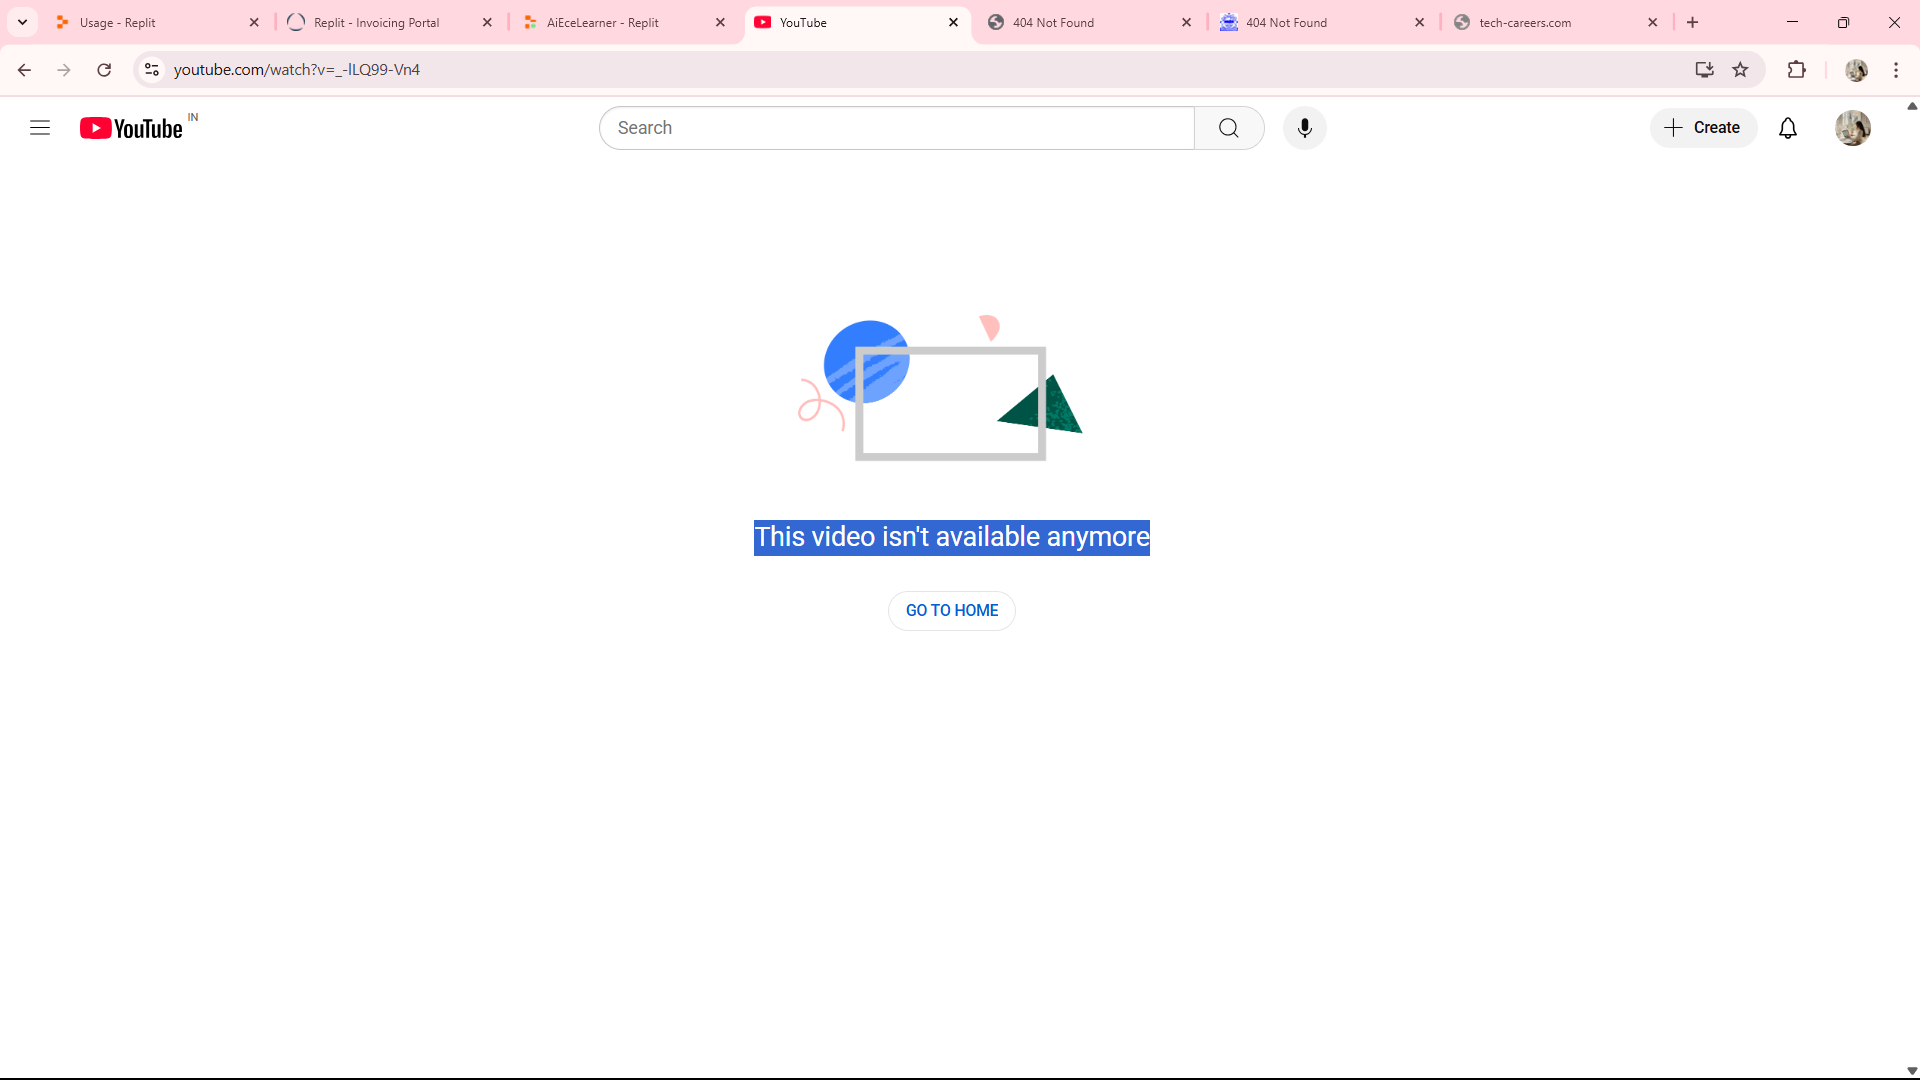 Usage - Replit
Replit - Invoicing Portal
AiEceLearner - Replit
YouTube
404 Not Found
404 Not Found
tech-careers.com
youtube.com/watch?v=_-lLQ99-Vn4
YouTube IN
Search
Create
This video isn't available anymore
GO TO HOME